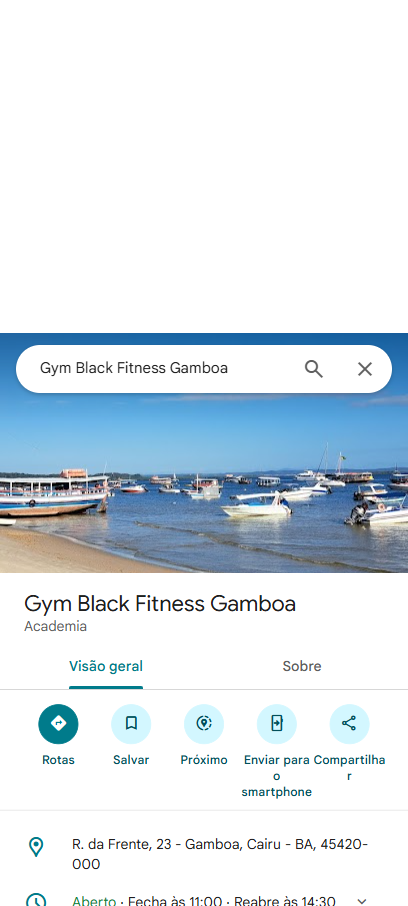 Gym Black Fitness Gamboa
Gym Black Fitness Gamboa
Academia
Visão geral
Sobre
Rotas
Salvar
Próximo
Enviar para
o
smartphone
Compartilha
r
R. da Frente, 23 - Gamboa, Cairu - BA, 45420-
000
Aberto · Fecha às 11:00 · Reabre às 14:30